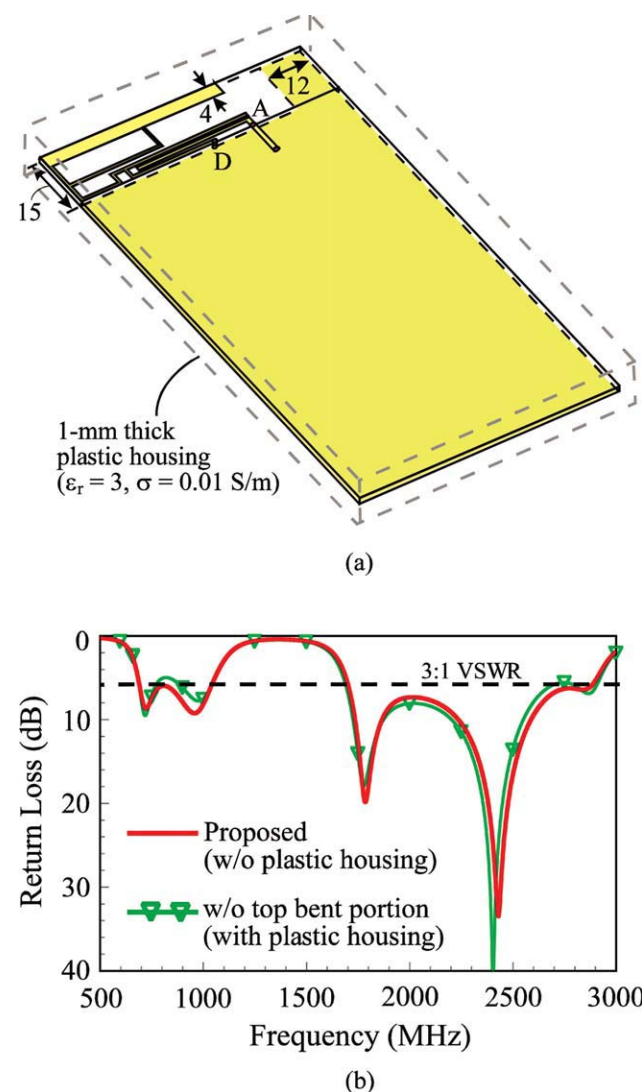 12
4
A
D
15
1-mm thick
plastic housing
(εr = 3, σ = 0.01 S/m)
(a)
0
3:1 VSWR
10
Return Loss (dB)
20
Proposed
(w/o plastic housing)
30
w/o top bent portion
(with plastic housing)
40
500 1000 1500 2000 2500 3000
Frequency (MHz)
(b)